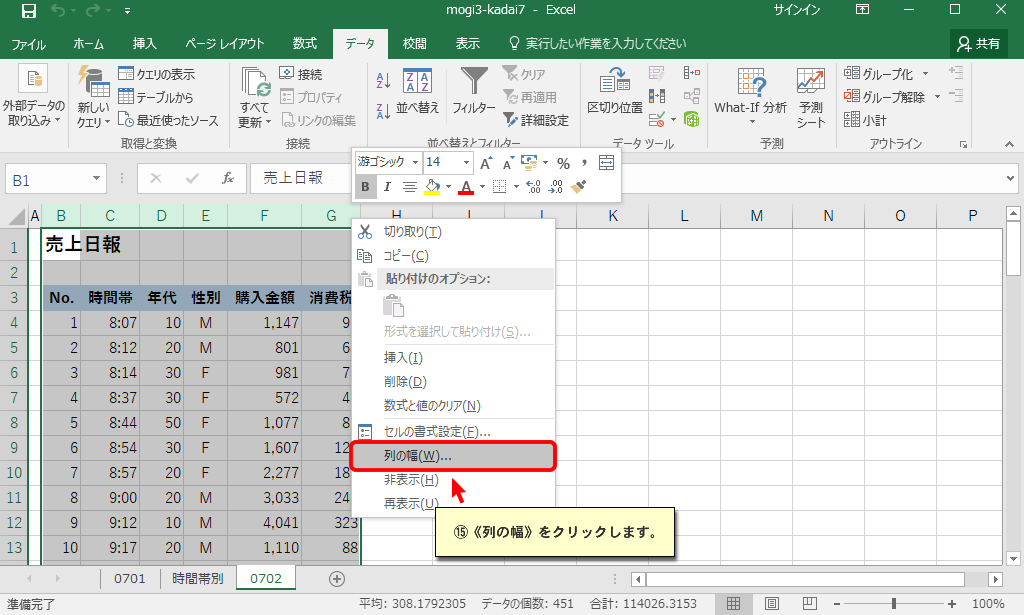 mogi3-kadai7 - Excel
サインイン
ファイル ホーム 挿入 ページ レイアウト 数式 データ 校閲 表示 実行したい作業を入力してください 共有
外部データの
取り込み
新しい
クエリ
クエリの表示
テーブルから
最近使ったソース
取得と変換
すべて
更新
接続
プロパティ
リンクの編集
接続
並べ替え
フィルター
クリア
再適用
詳細設定
並べ替えとフィルター
区切り位置
データ ツール
What-If 分析
予測
シート
予測
グループ化
グループ解除
小計
アウトライン
B1
fx
売上日報
游ゴシック 14 A A % ,
B I A .00
A B C D E F G H I J K L M N O P
1 売上日報
2
3 No. 時間帯 年代 性別 購入金額 消費税
4 1 8:07 10 M 1,147 9
5 2 8:12 20 M 801 6
6 3 8:14 30 F 981 7
7 4 8:37 30 F 572 4
8 5 8:44 50 F 1,077 8
9 6 8:54 30 F 1,607 12
10 7 8:57 20 F 2,277 18
11 8 9:00 20 M 3,033 24
12 9 9:12 10 M 4,041 323
13 10 9:17 20 M 1,110 88
切り取り(T)
コピー(C)
貼り付けのオプション:
形式を選択して貼り付け(S)...
挿入(I)
削除(D)
数式と値のクリア(N)
セルの書式設定(F)...
列の幅(W)...
非表示(H)
再表示(U)
⑮《列の幅》をクリックします。
0701 時間帯別 0702
準備完了 平均: 308.1792305 データの個数: 451 合計: 114026.3153 100%